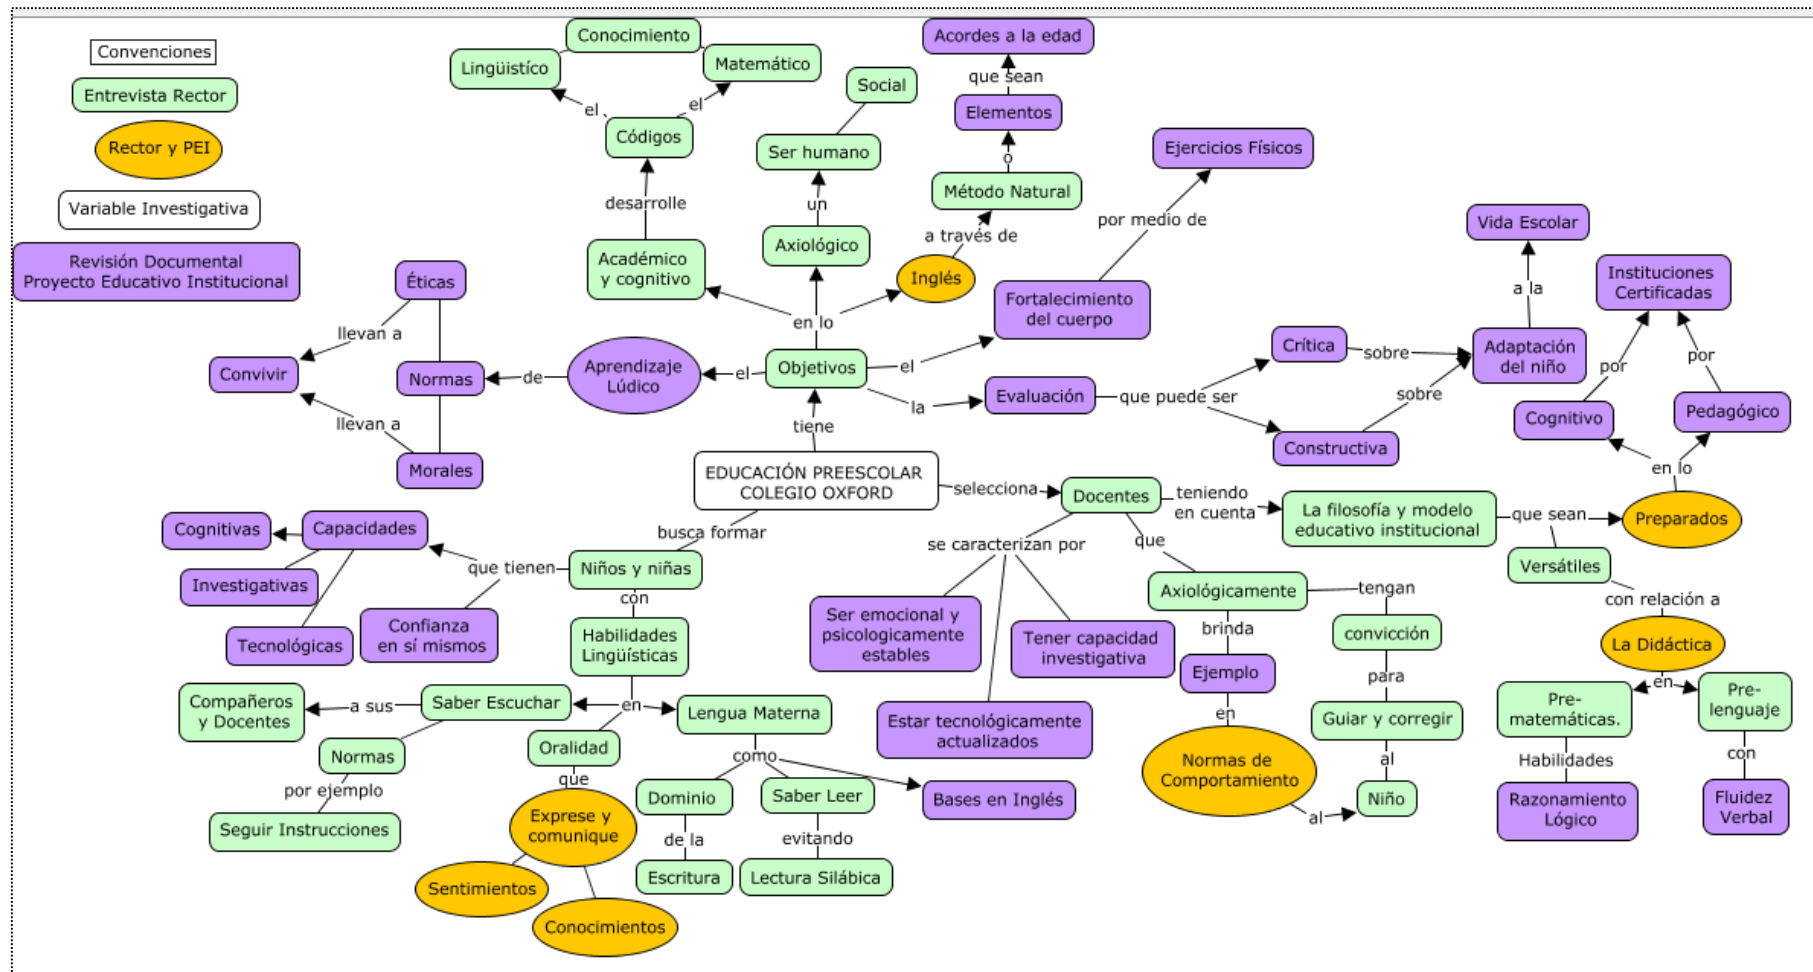 Convenciones
Entrevista Rector
Rector y PEI
Variable Investigativa
Revisión Documental
Proyecto Educativo Institucional
Conocimiento
Lingüistíco
Matemático
el
el
Códigos
desarrolle
Académico
y cognitivo
Social
Ser humano
un
Axiológico
Acordes a la edad
que sean
Elementos
o
Método Natural
a través de
Inglés
en lo
Ejercicios Físicos
por medio de
Fortalecimiento
del cuerpo
el
Objetivos
el
Aprendizaje
Lúdico
de
Normas
Éticas
llevan a
Convivir
llevan a
Morales
la
Evaluación
que puede ser
Crítica
sobre
Constructiva
sobre
Adaptación
del niño
a la
Vida Escolar
tiene
EDUCACIÓN PREESCOLAR
COLEGIO OXFORD
selecciona
Docentes
teniendo
en cuenta
La filosofía y modelo
educativo institucional
que sean
Preparados
en lo
Cognitivo
Pedagógico
por
por
Instituciones
Certificadas
Versátiles
con relación a
La Didáctica
en
Pre-
matemáticas.
Habilidades
Razonamiento
Lógico
Pre-
lenguaje
con
Fluidez
Verbal
se caracterizan por
Ser emocional y
psicologicamente
estables
Estar tecnológicamente
actualizados
Tener capacidad
investigativa
que
Axiológicamente
brinda
Ejemplo
en
Normas de
Comportamiento
al
tengan
convicción
para
Guiar y corregir
al
Niño
busca formar
Niños y niñas
que tienen
Capacidades
Cognitivas
Investigativas
Tecnológicas
Confianza
en sí mismos
con
Habilidades
Lingüísticas
en
Saber Escuchar
a sus
Compañeros
y Docentes
Normas
por ejemplo
Seguir Instrucciones
Oralidad
que
Exprese y
comunique
Sentimientos
Conocimientos
Lengua Materna
como
Dominio
de la
Escritura
Saber Leer
evitando
Lectura Silábica
Bases en Inglés